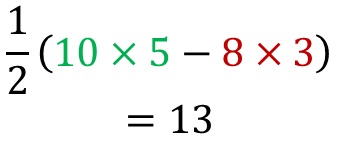 1/2 (10 × 5 − 8 × 3)
= 13